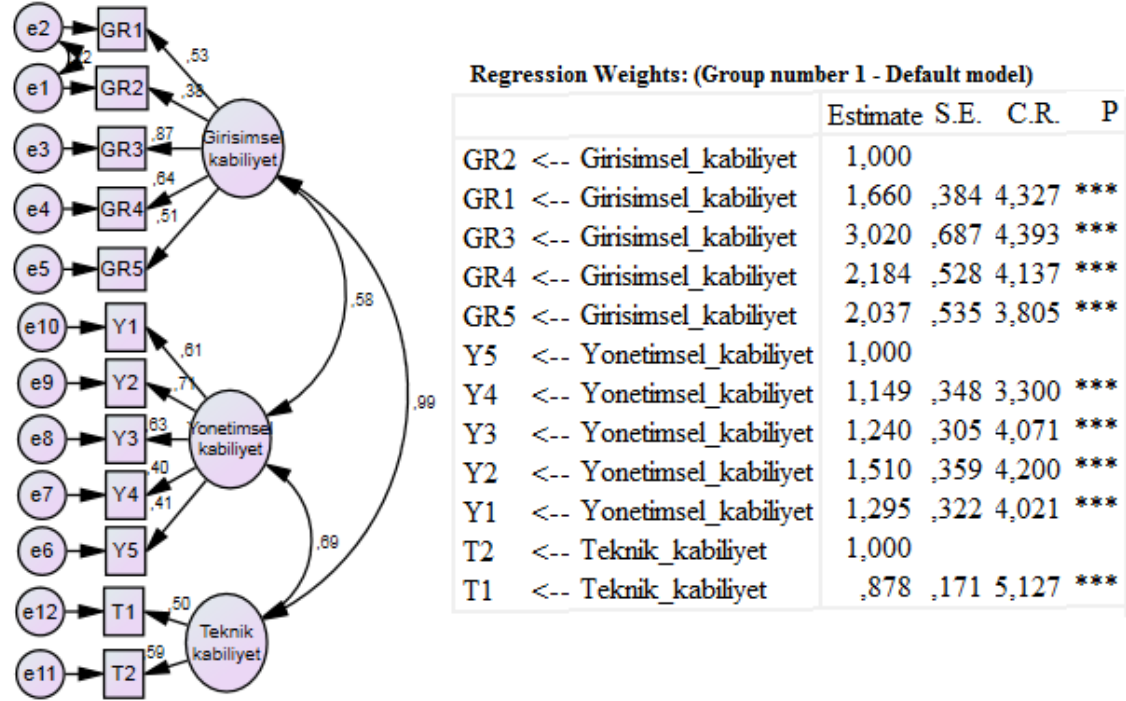 e2
GR1
,53
e1
GR2
,38
e3
GR3
,87
Girisimsel
kabiliyet
e4
GR4
,64
e5
GR5
,51
,58
e10
Y1
,61
e9
Y2
,71
,99
e8
Y3
,63
Yonetimsel
kabiliyet
e7
Y4
,40
e6
Y5
,41
,69
e12
T1
,50
Teknik
kabiliyet
e11
T2
,59
Regression Weights: (Group number 1 - Default model)
Estimate S.E. C.R. P
GR2 <-- Girisimsel_kabiliyet 1,000
GR1 <-- Girisimsel_kabiliyet 1,660 ,384 4,327 ***
GR3 <-- Girisimsel_kabiliyet 3,020 ,687 4,393 ***
GR4 <-- Girisimsel_kabiliyet 2,184 ,528 4,137 ***
GR5 <-- Girisimsel_kabiliyet 2,037 ,535 3,805 ***
Y5 <-- Yonetimsel_kabiliyet 1,000
Y4 <-- Yonetimsel_kabiliyet 1,149 ,348 3,300 ***
Y3 <-- Yonetimsel_kabiliyet 1,240 ,305 4,071 ***
Y2 <-- Yonetimsel_kabiliyet 1,510 ,359 4,200 ***
Y1 <-- Yonetimsel_kabiliyet 1,295 ,322 4,021 ***
T2 <-- Teknik_kabiliyet 1,000
T1 <-- Teknik_kabiliyet ,878 ,171 5,127 ***